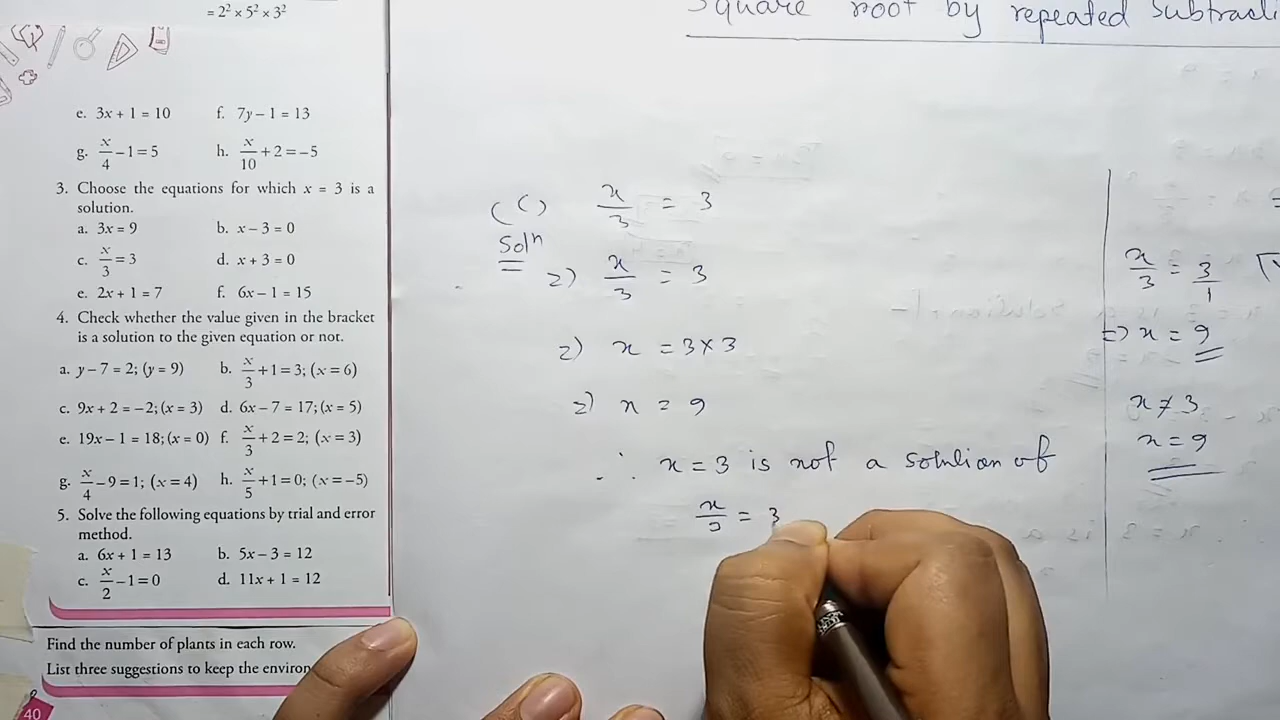 = 2² × 5² × 3²
e. 3x + 1 = 10 f. 7y – 1 = 13
g. x/4 – 1 = 5 h. x/10 + 2 = –5
3. Choose the equations for which x = 3 is a
solution.
a. 3x = 9 b. x – 3 = 0
c. x/3 = 3 d. x + 3 = 0
e. 2x + 1 = 7 f. 6x – 1 = 15
4. Check whether the value given in the bracket
is a solution to the given equation or not.
a. y – 7 = 2; (y = 9) b. x/3 + 1 = 3; (x = 6)
c. 9x + 2 = –2; (x = 3) d. 6x – 7 = 17; (x = 5)
e. 19x – 1 = 18; (x = 0) f. x/3 + 2 = 2; (x = 3)
g. x/4 – 9 = 1; (x = 4) h. x/5 + 1 = 0; (x = –5)
5. Solve the following equations by trial and error
method.
a. 6x + 1 = 13 b. 5x – 3 = 12
c. x/2 – 1 = 0 d. 11x + 1 = 12
Find the number of plants in each row.
List three suggestions to keep the environ
40
Square root by repeated subtracti
(C) x/3 = 3
Solⁿ
⇒) x/3 = 3
⇒) x = 3 × 3
⇒) x = 9
∴ x = 3 is not a solution of
x/3 = 3
x/3 = 3/1
⇒ x = 9
x ≠ 3
x = 9